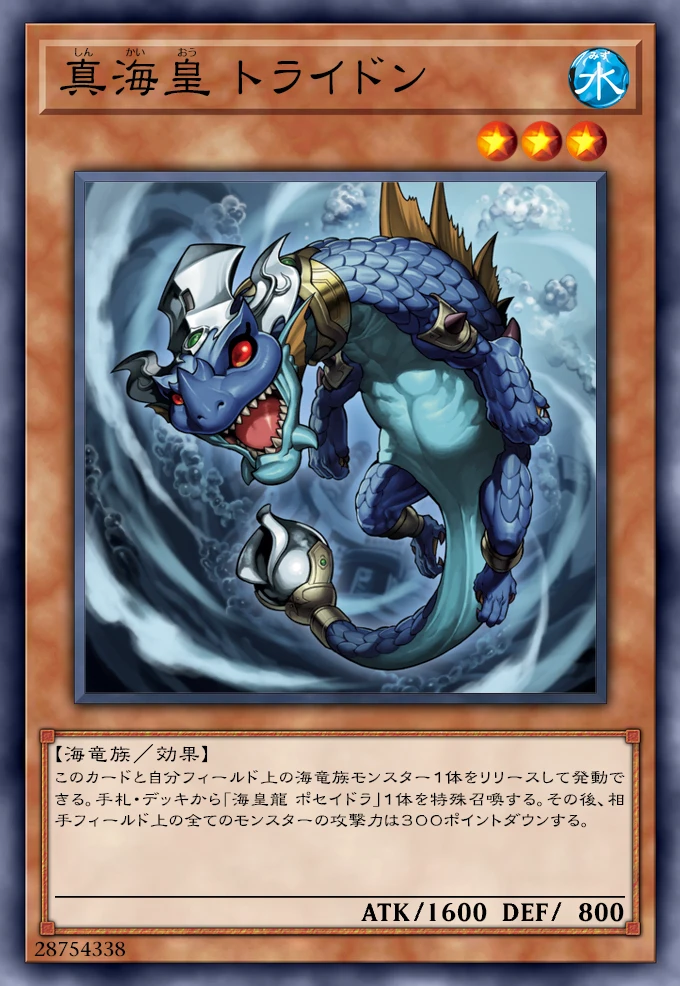 しん かい おう
真海皇 トライドン
みず
水
【海竜族／効果】
このカードと自分フィールド上の海竜族モンスター1体をリリースして発動で
きる。手札・デッキから「海皇龍 ポセイドラ」1体を特殊召喚する。その後、相
手フィールド上の全てのモンスターの攻撃力は300ポイントダウンする。
ATK/1600 DEF/ 800
28754338